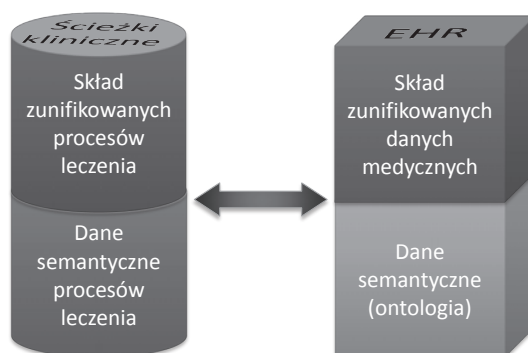 Ścieżki
kliniczne
Skład
zunifikowanych
procesów
leczenia
Dane
semantyczne
procesów
leczenia
EHR
Skład
zunifikowanych
danych
medycznych
Dane
semantyczne
(ontologia)